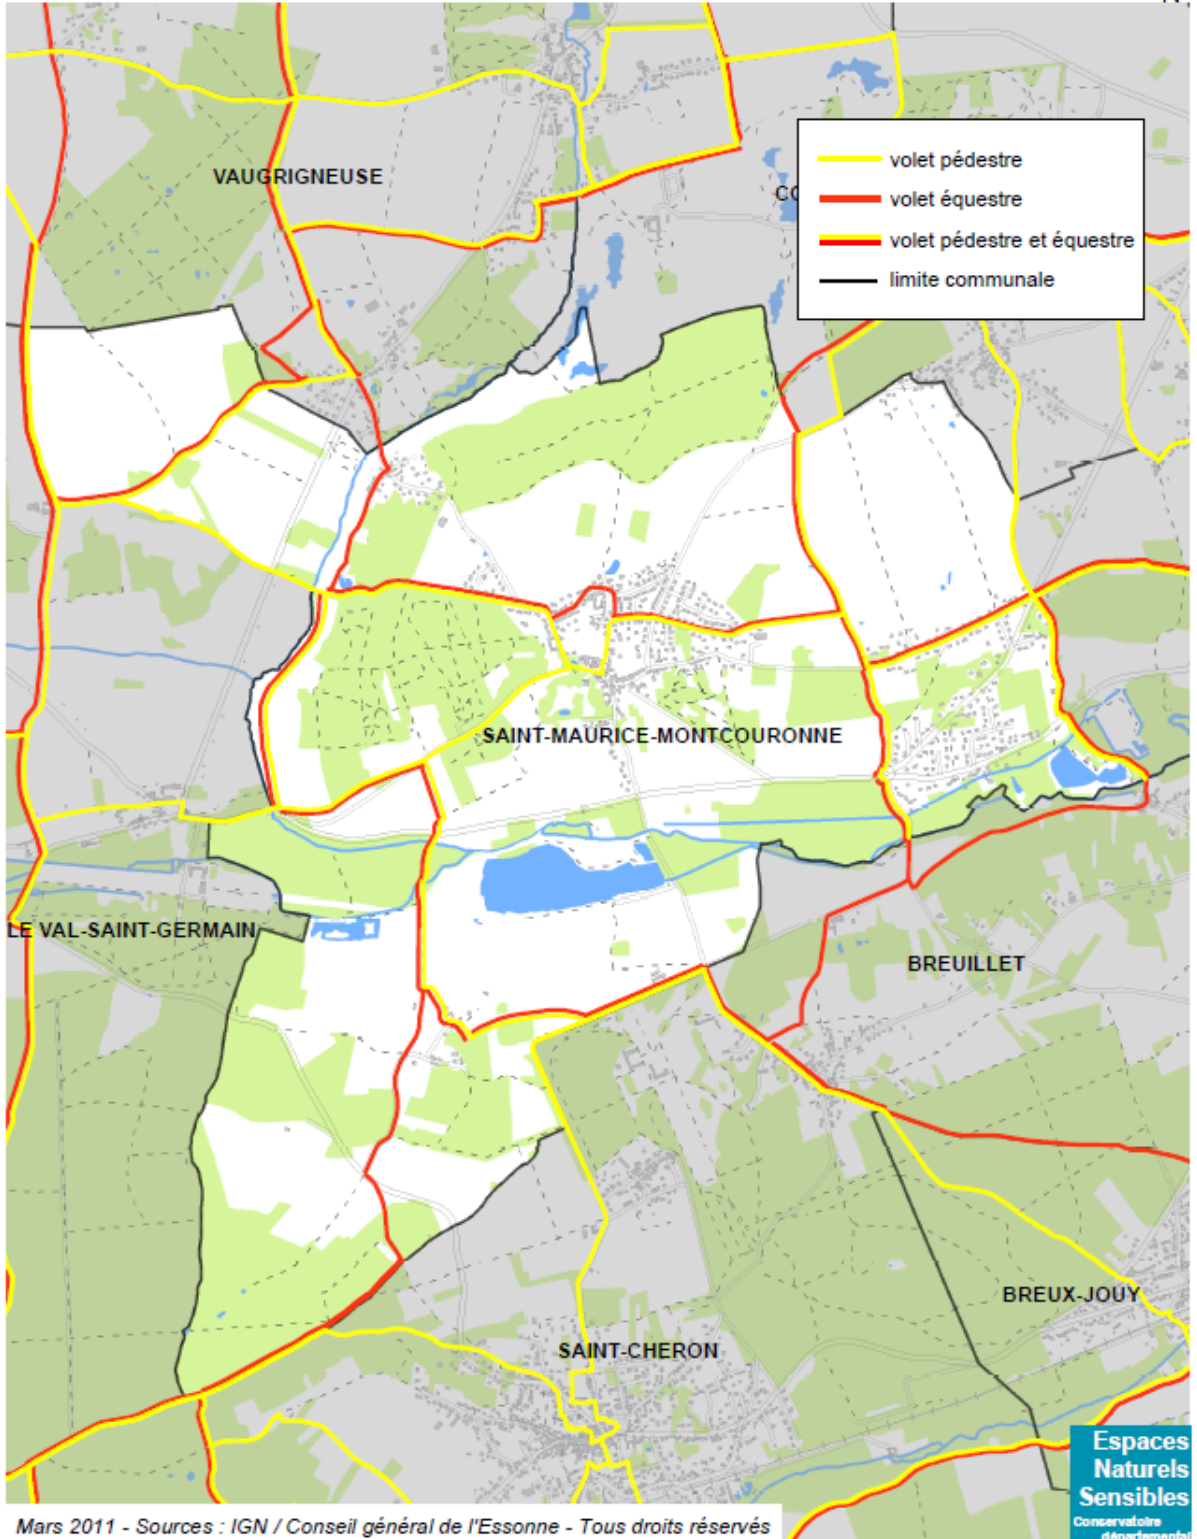 VAUGRIGNEUSE
volet pédestre
volet équestre
volet pédestre et équestre
limite communale
SAINT-MAURICE-MONTCOURONNE
LE VAL-SAINT-GERMAIN
BREUILLET
BREUX-JOUY
SAINT-CHERON
Espaces
Naturels
Sensibles
Conservatoire
départemental
Mars 2011 - Sources : IGN / Conseil général de l'Essonne - Tous droits réservés